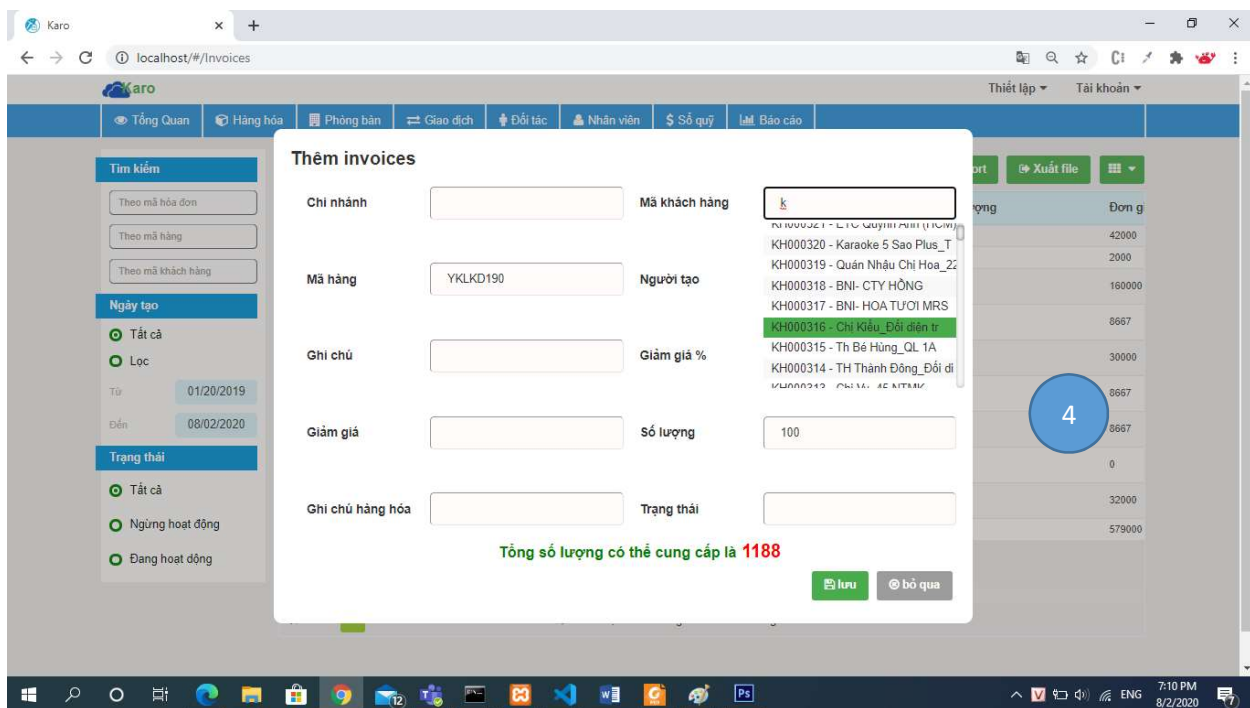 Karo
localhost/#/Invoices
Karo
Thiết lập
Tài khoản
Tổng Quan
Hàng hóa
Phòng bàn
Giao dịch
Đối tác
Nhân viên
$ Sổ quỹ
Báo cáo
Tìm kiếm
Theo mã hóa đơn
Theo mã hàng
Theo mã khách hàng
Ngày tạo
Tất cả
Lọc
Từ 01/20/2019
Đến 08/02/2020
Trạng thái
Tất cả
Ngừng hoạt động
Đang hoạt dộng
Thêm invoices
Chi nhánh
Mã khách hàng k
KH000320 - Karaoke 5 Sao Plus_T
KH000319 - Quán Nhậu Chị Hoa_22
KH000318 - BNI- CTY HỒNG
KH000317 - BNI- HOA TƯƠI MRS
KH000316 - Chị Kiều_Đối diện tr
KH000315 - Th Bé Hùng_QL 1A
KH000314 - TH Thành Đông_Đối di
Mã hàng YKLKD190
Người tạo
Ghi chú
Giảm giá %
Giảm giá
Số lượng 100
Ghi chú hàng hóa
Trạng thái
Tổng số lượng có thể cung cấp là 1188
lưu
bỏ qua
ort
Xuất file
ượng
Đơn g
42000
2000
160000
8667
30000
8667
8667
0
32000
579000
4
12
Ps
ENG
7:10 PM
8/2/2020
7